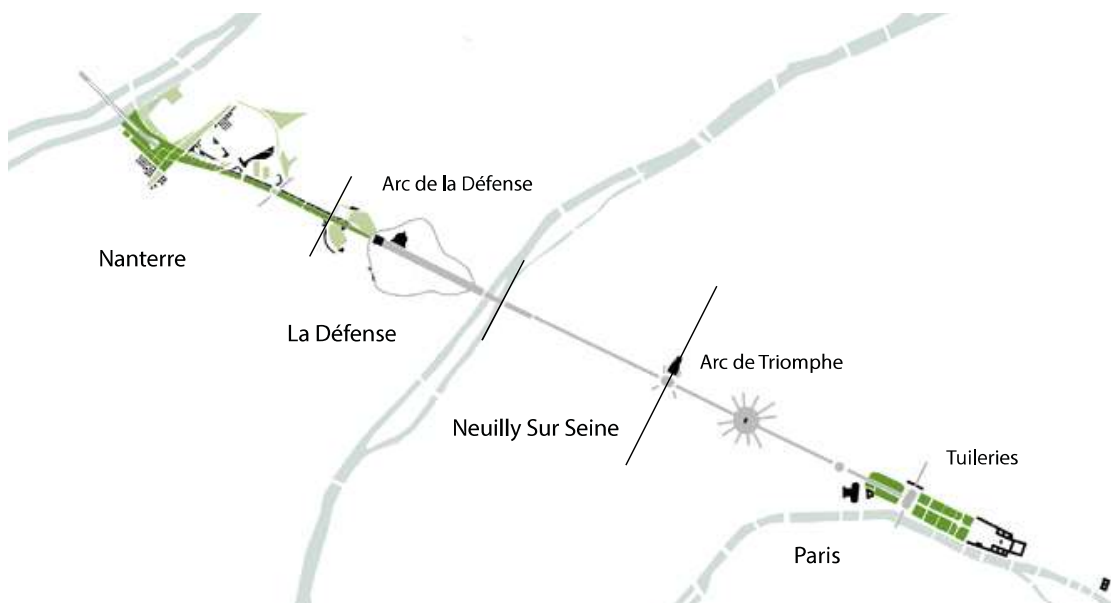 Arc de la Défense
Nanterre
La Défense
Arc de Triomphe
Neuilly Sur Seine
Tuileries
Paris